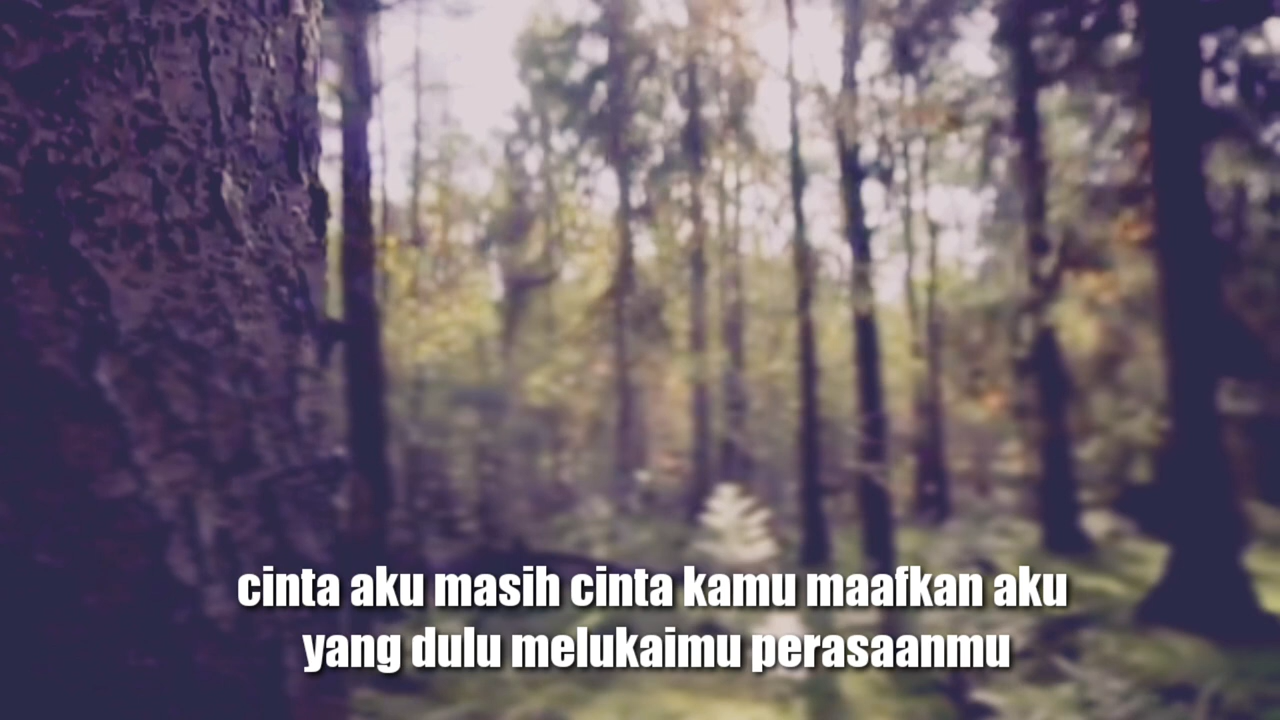 cinta aku masih cinta kamu maafkan aku
yang dulu melukaimu perasaanmu